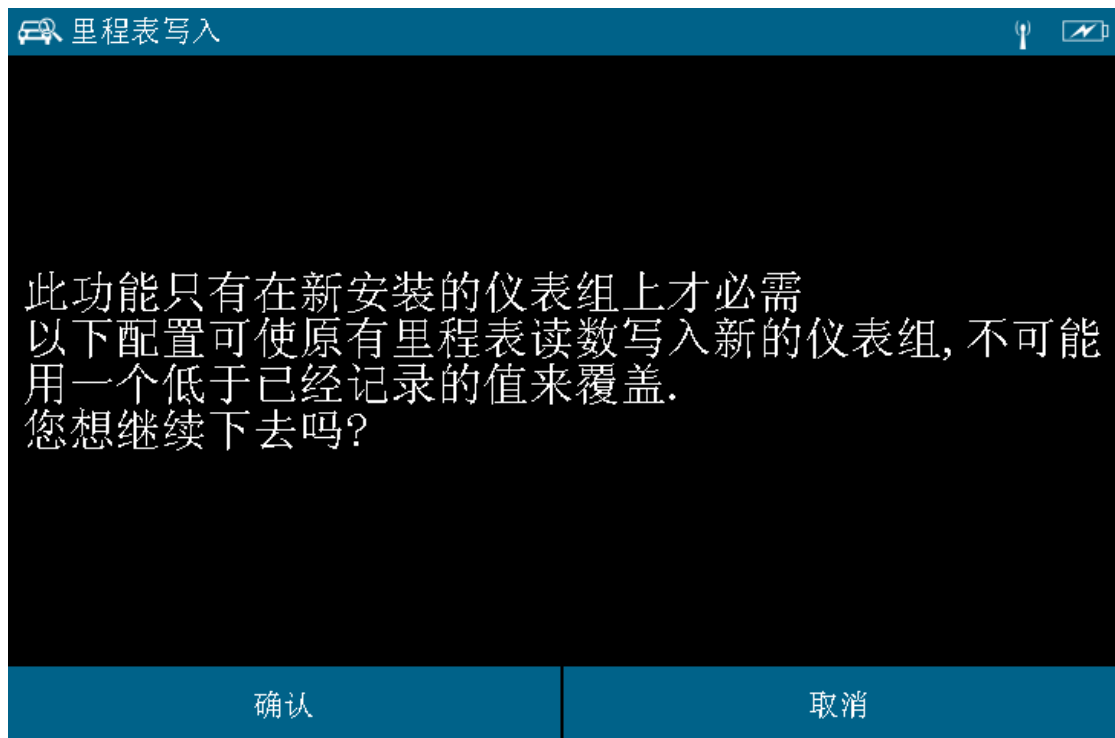 里程表写入
此功能只有在新安装的仪表组上才必需
以下配置可使原有里程表读数写入新的仪表组,不可能
用一个低于已经记录的值来覆盖.
您想继续下去吗?
确认
取消